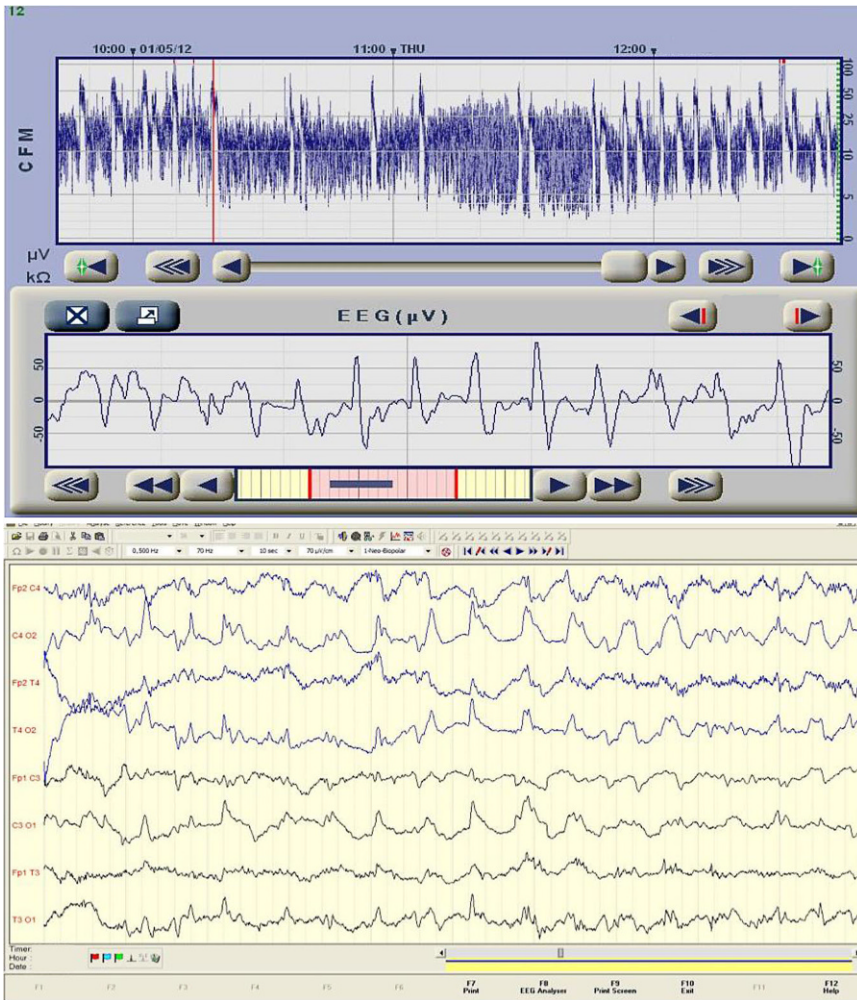 12
10:00 01/05/12 11:00 THU 12:00
100
50
25
10
5
0
CFM
µV
kΩ
EEG(µV)
50
0
-50
50
0
-50
0,500 Hz 70 Hz 10 sec 70 µV/cm 1-Neo-Biopolar
Fp2 C4
C4 O2
Fp2 T4
T4 O2
Fp1 C3
C3 O1
Fp1 T3
T3 O1
Timer:
Hour :
Date :
F1 F2 F3 F4 F5 F6 F7 F8 F9 F10 F11 F12
Print EEG Analyser Print Screen Exit Help